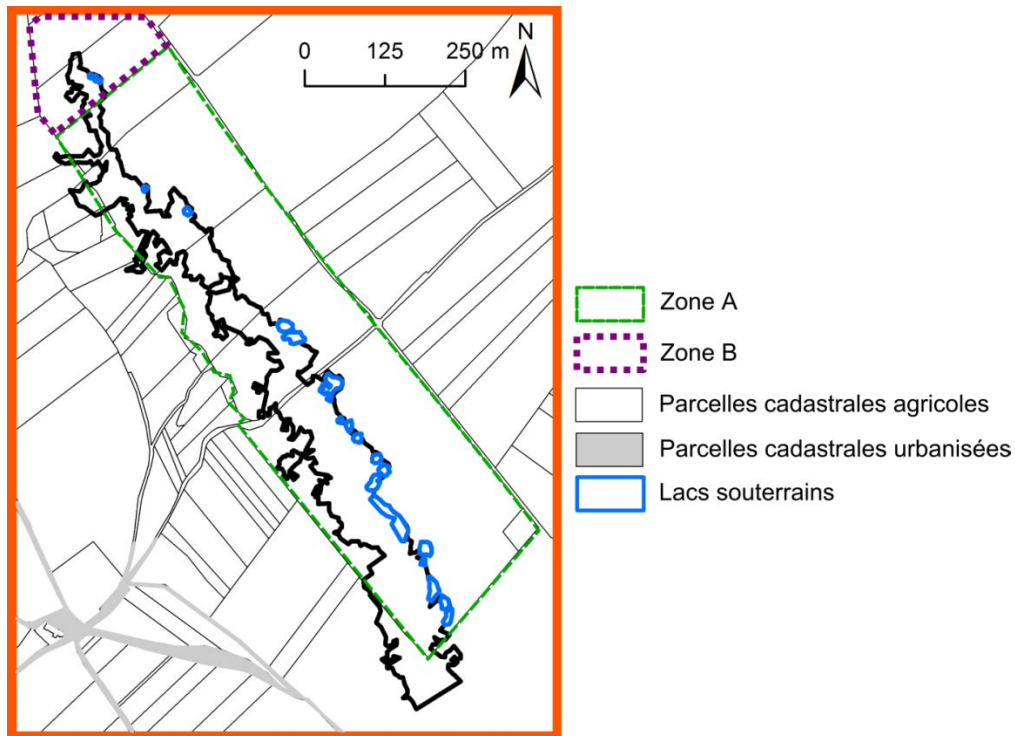 N
0 125 250 m
Zone A
Zone B
Parcelles cadastrales agricoles
Parcelles cadastrales urbanisées
Lacs souterrains